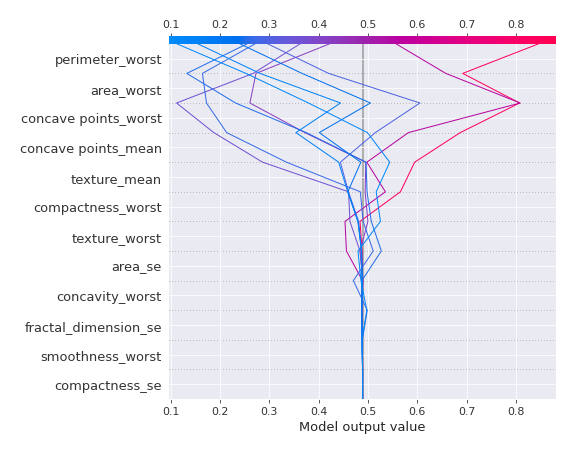 0.1 0.2 0.3 0.4 0.5 0.6 0.7 0.8
perimeter_worst
area_worst
concave points_worst
concave points_mean
texture_mean
compactness_worst
texture_worst
area_se
concavity_worst
fractal_dimension_se
smoothness_worst
compactness_se
0.1 0.2 0.3 0.4 0.5 0.6 0.7 0.8
Model output value